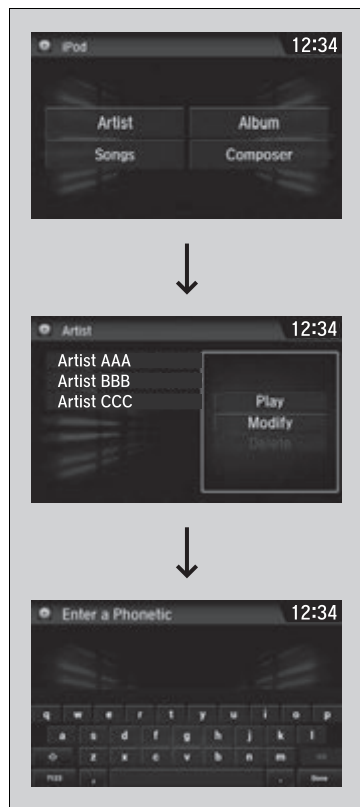 iPod 12:34
Artist Album
Songs Composer
Artist 12:34
Artist AAA
Artist BBB
Artist CCC
Play
Modify
Delete
Enter a Phonetic 12:34
q w e r t y u i o p
a s d f g h j k l
z x c v b n m
?123 , . Done